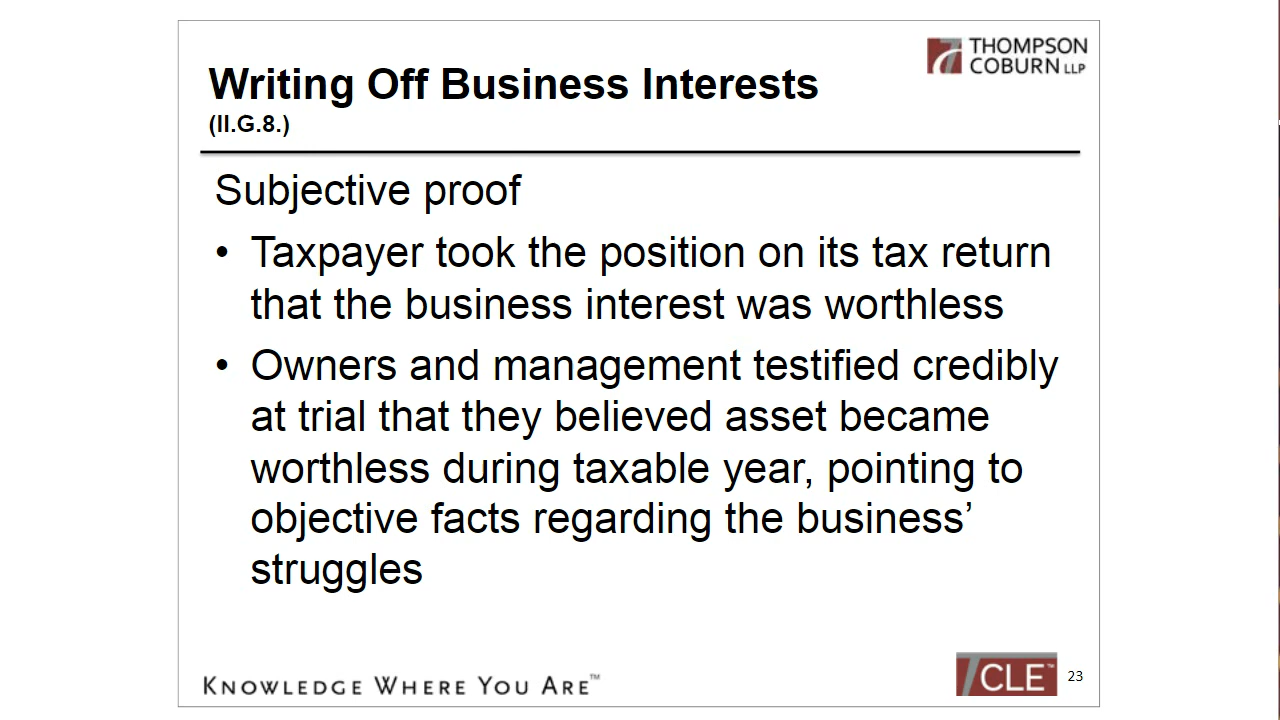 THOMPSON
COBURN LLP
Writing Off Business Interests
(II.G.8.)
Subjective proof
• Taxpayer took the position on its tax return
that the business interest was worthless
• Owners and management testified credibly
at trial that they believed asset became
worthless during taxable year, pointing to
objective facts regarding the business’
struggles
KNOWLEDGE WHERE YOU ARE™
TCLE™
23